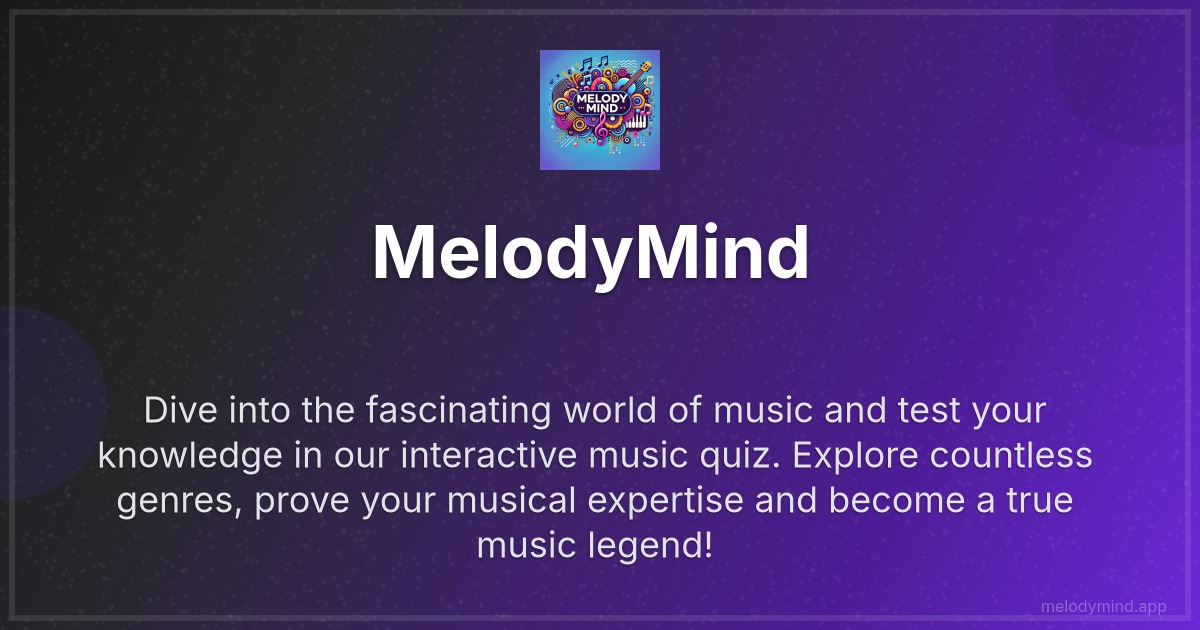 MELODY
MIND
MelodyMind
Dive into the fascinating world of music and test your
knowledge in our interactive music quiz. Explore countless
genres, prove your musical expertise and become a true
music legend!
melodymind.app